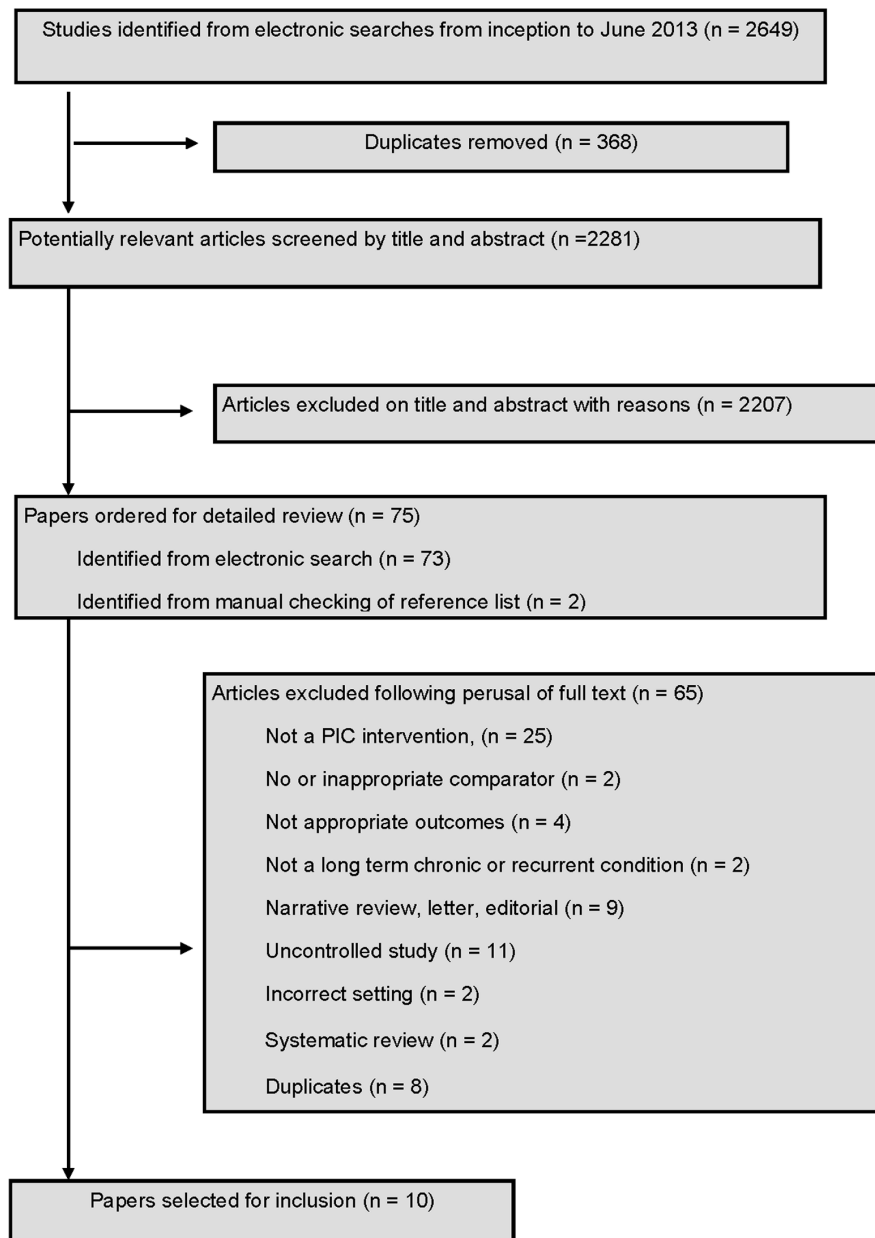 Studies identified from electronic searches from inception to June 2013 (n = 2649)
Duplicates removed (n = 368)
Potentially relevant articles screened by title and abstract (n =2281)
Articles excluded on title and abstract with reasons (n = 2207)
Papers ordered for detailed review (n = 75)
Identified from electronic search (n = 73)
Identified from manual checking of reference list (n = 2)
Articles excluded following perusal of full text (n = 65)
Not a PIC intervention, (n = 25)
No or inappropriate comparator (n = 2)
Not appropriate outcomes (n = 4)
Not a long term chronic or recurrent condition (n = 2)
Narrative review, letter, editorial (n = 9)
Uncontrolled study (n = 11)
Incorrect setting (n = 2)
Systematic review (n = 2)
Duplicates (n = 8)
Papers selected for inclusion (n = 10)